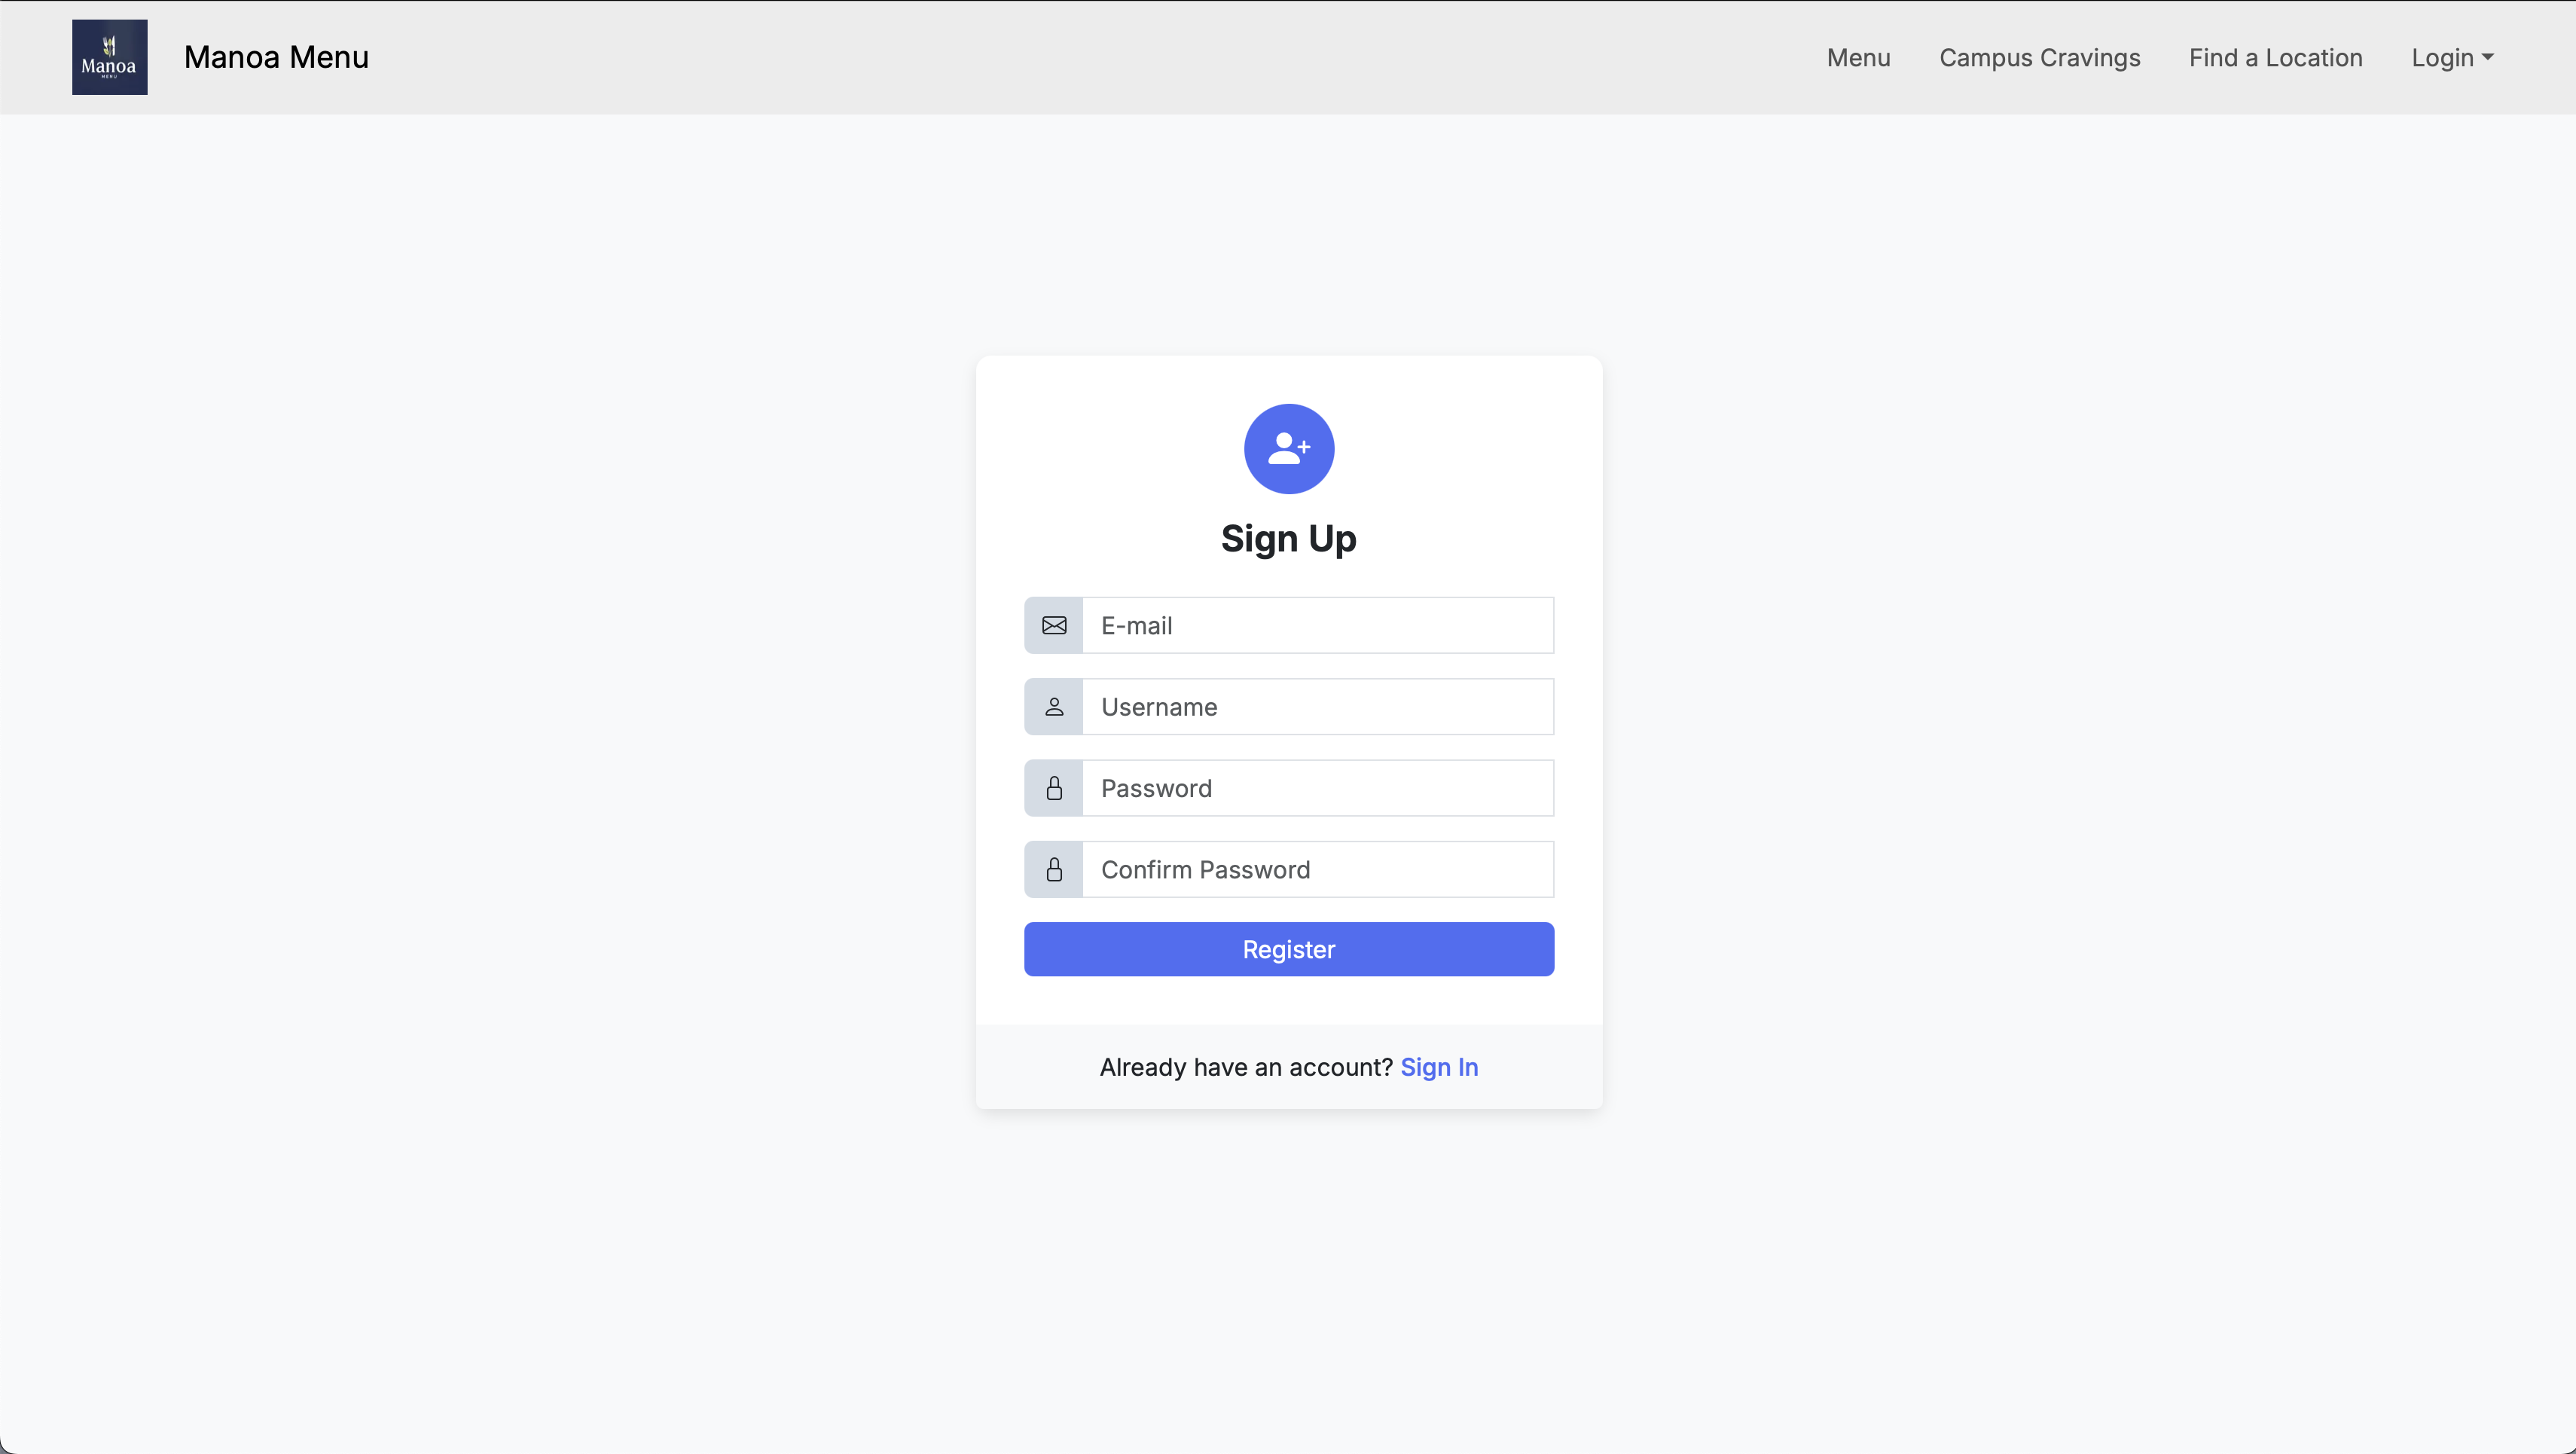 Manoa
MENU
Manoa Menu
Menu
Campus Cravings
Find a Location
Login
Sign Up
E-mail
Username
Password
Confirm Password
Register
Already have an account? Sign In